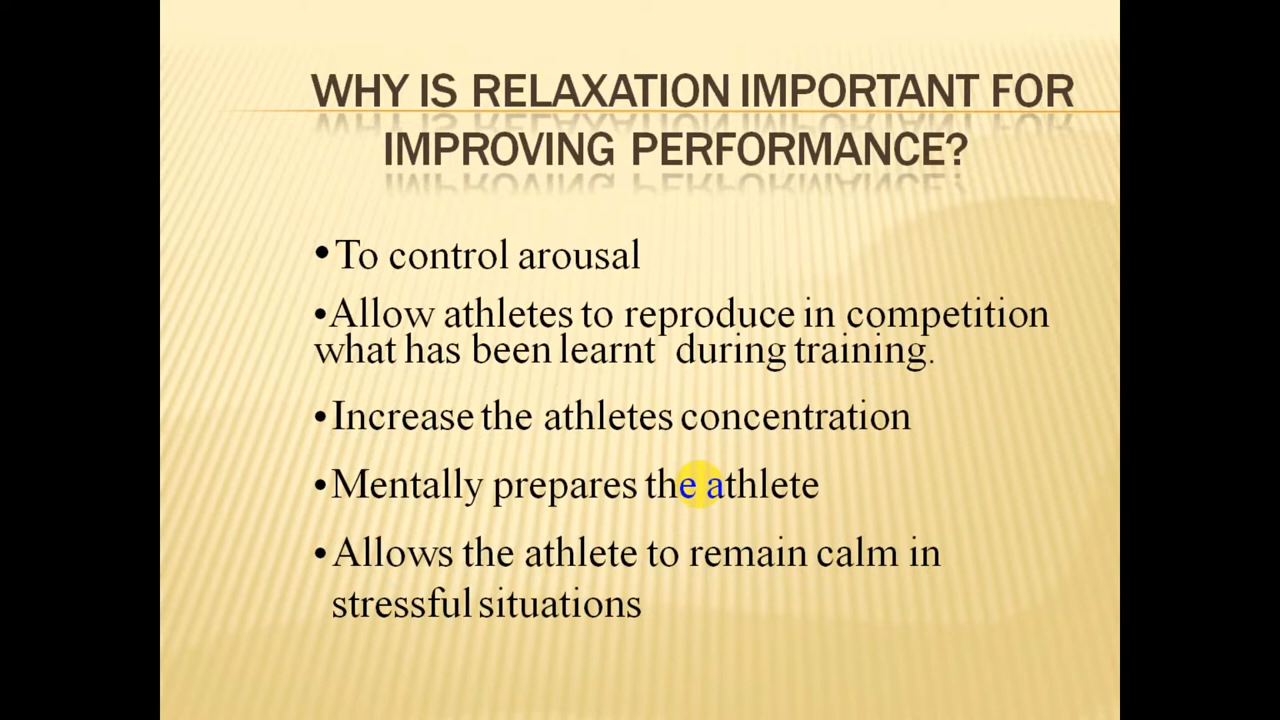 WHY IS RELAXATION IMPORTANT FOR
IMPROVING PERFORMANCE?
•To control arousal
•Allow athletes to reproduce in competition
what has been learnt during training.
•Increase the athletes concentration
•Mentally prepares the athlete
•Allows the athlete to remain calm in
stressful situations